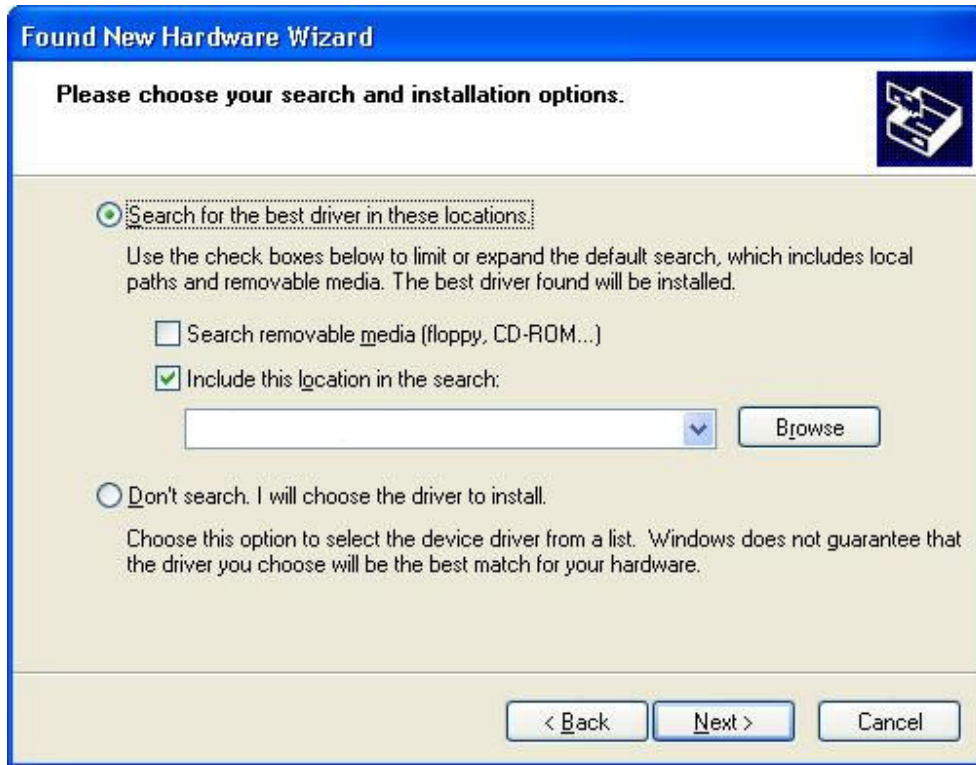 Found New Hardware Wizard
Please choose your search and installation options.
Search for the best driver in these locations.
Use the check boxes below to limit or expand the default search, which includes local
paths and removable media. The best driver found will be installed.
Search removable media (floppy, CD-ROM...)
Include this location in the search:
Browse
Don't search. I will choose the driver to install.
Choose this option to select the device driver from a list.  Windows does not guarantee that
the driver you choose will be the best match for your hardware.
< Back
Next >
Cancel